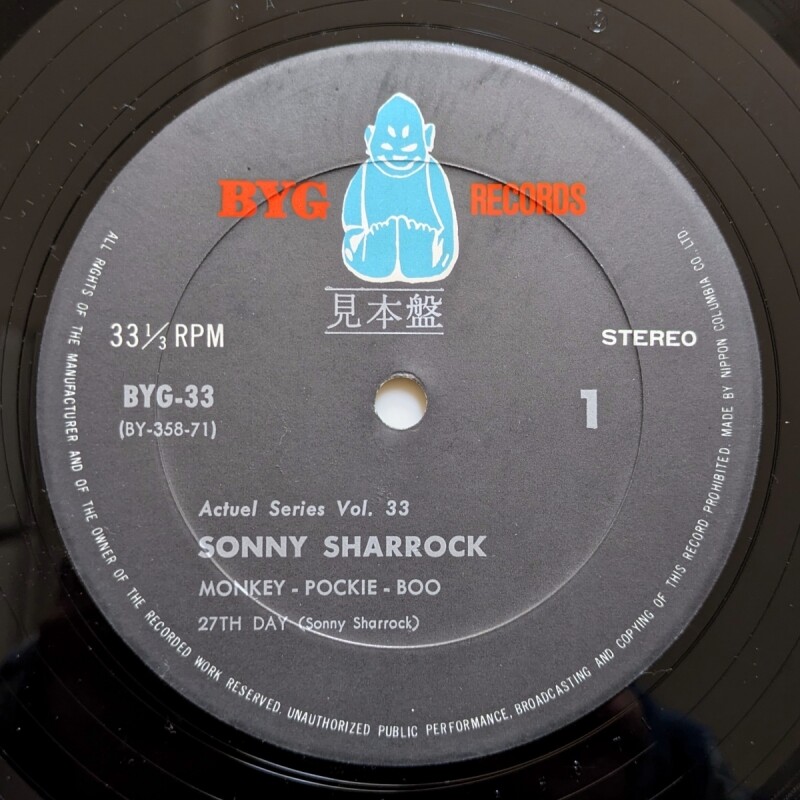 BYG RECORDS
見本盤
33 1/3 RPM
STEREO
BYG-33
1
(BY-358-71)
Actuel Series Vol. 33
SONNY SHARROCK
MONKEY - POCKIE - BOO
27TH DAY (Sonny Sharrock)
ALL RIGHTS OF THE MANUFACTURER AND OF THE OWNER OF THE RECORDED WORK RESERVED. UNAUTHORIZED PUBLIC PERFORMANCE, BROADCASTING AND COPYING OF THIS RECORD PROHIBITED. MADE BY NIPPON COLUMBIA CO., LTD.